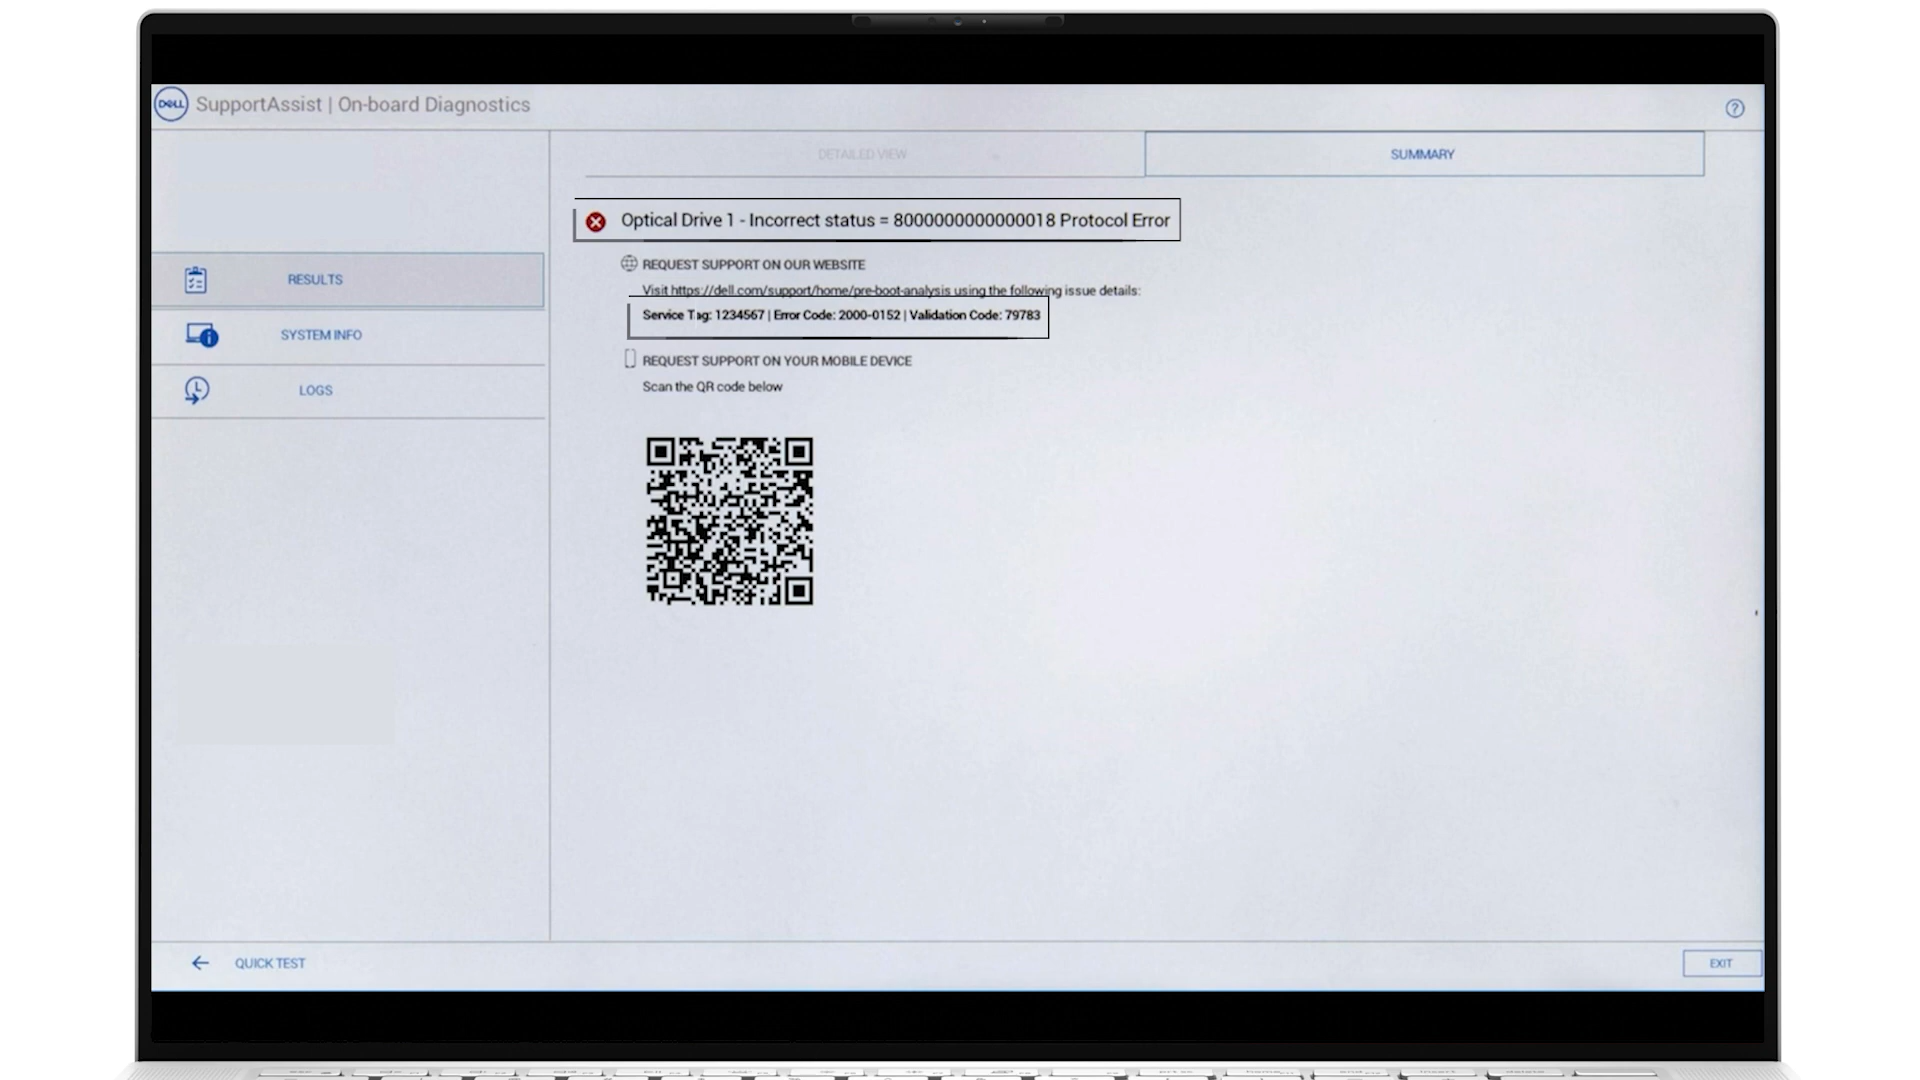 DELL SupportAssist | On-board Diagnostics
?
DETAILED VIEW
SUMMARY
Optical Drive 1 - Incorrect status = 8000000000000018 Protocol Error
REQUEST SUPPORT ON OUR WEBSITE
Visit https://dell.com/support/home/pre-boot-analysis using the following issue details:
Service Tag: 1234567 | Error Code: 2000-0152 | Validation Code: 79783
REQUEST SUPPORT ON YOUR MOBILE DEVICE
Scan the QR code below
RESULTS
SYSTEM INFO
LOGS
QUICK TEST
EXIT